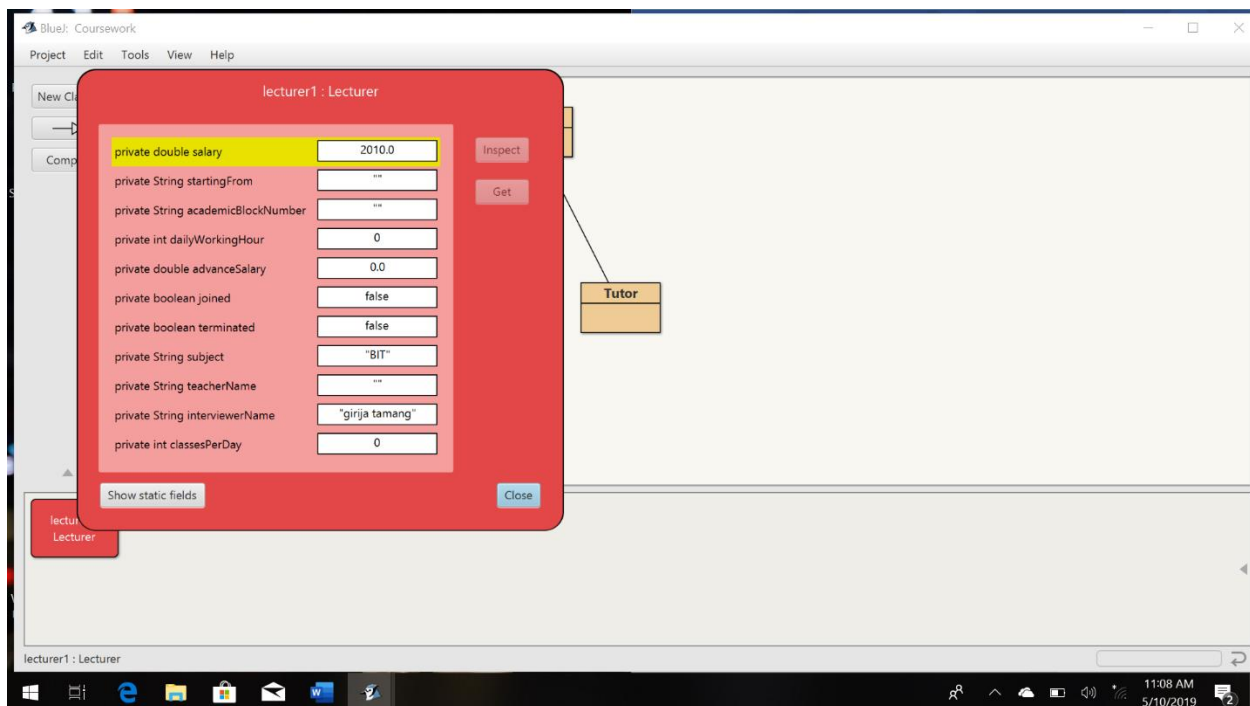 BlueJ: Coursework
Project Edit Tools View Help
New Cl
Comp
lecturer1 : Lecturer
private double salary 2010.0
private String startingFrom ""
private String academicBlockNumber ""
private int dailyWorkingHour 0
private double advanceSalary 0.0
private boolean joined false
private boolean terminated false
private String subject "BIT"
private String teacherName ""
private String interviewerName "girija tamang"
private int classesPerDay 0
Inspect
Get
Show static fields
Close
Tutor
lectur
Lecturer
lecturer1 : Lecturer
11:08 AM
5/10/2019
2